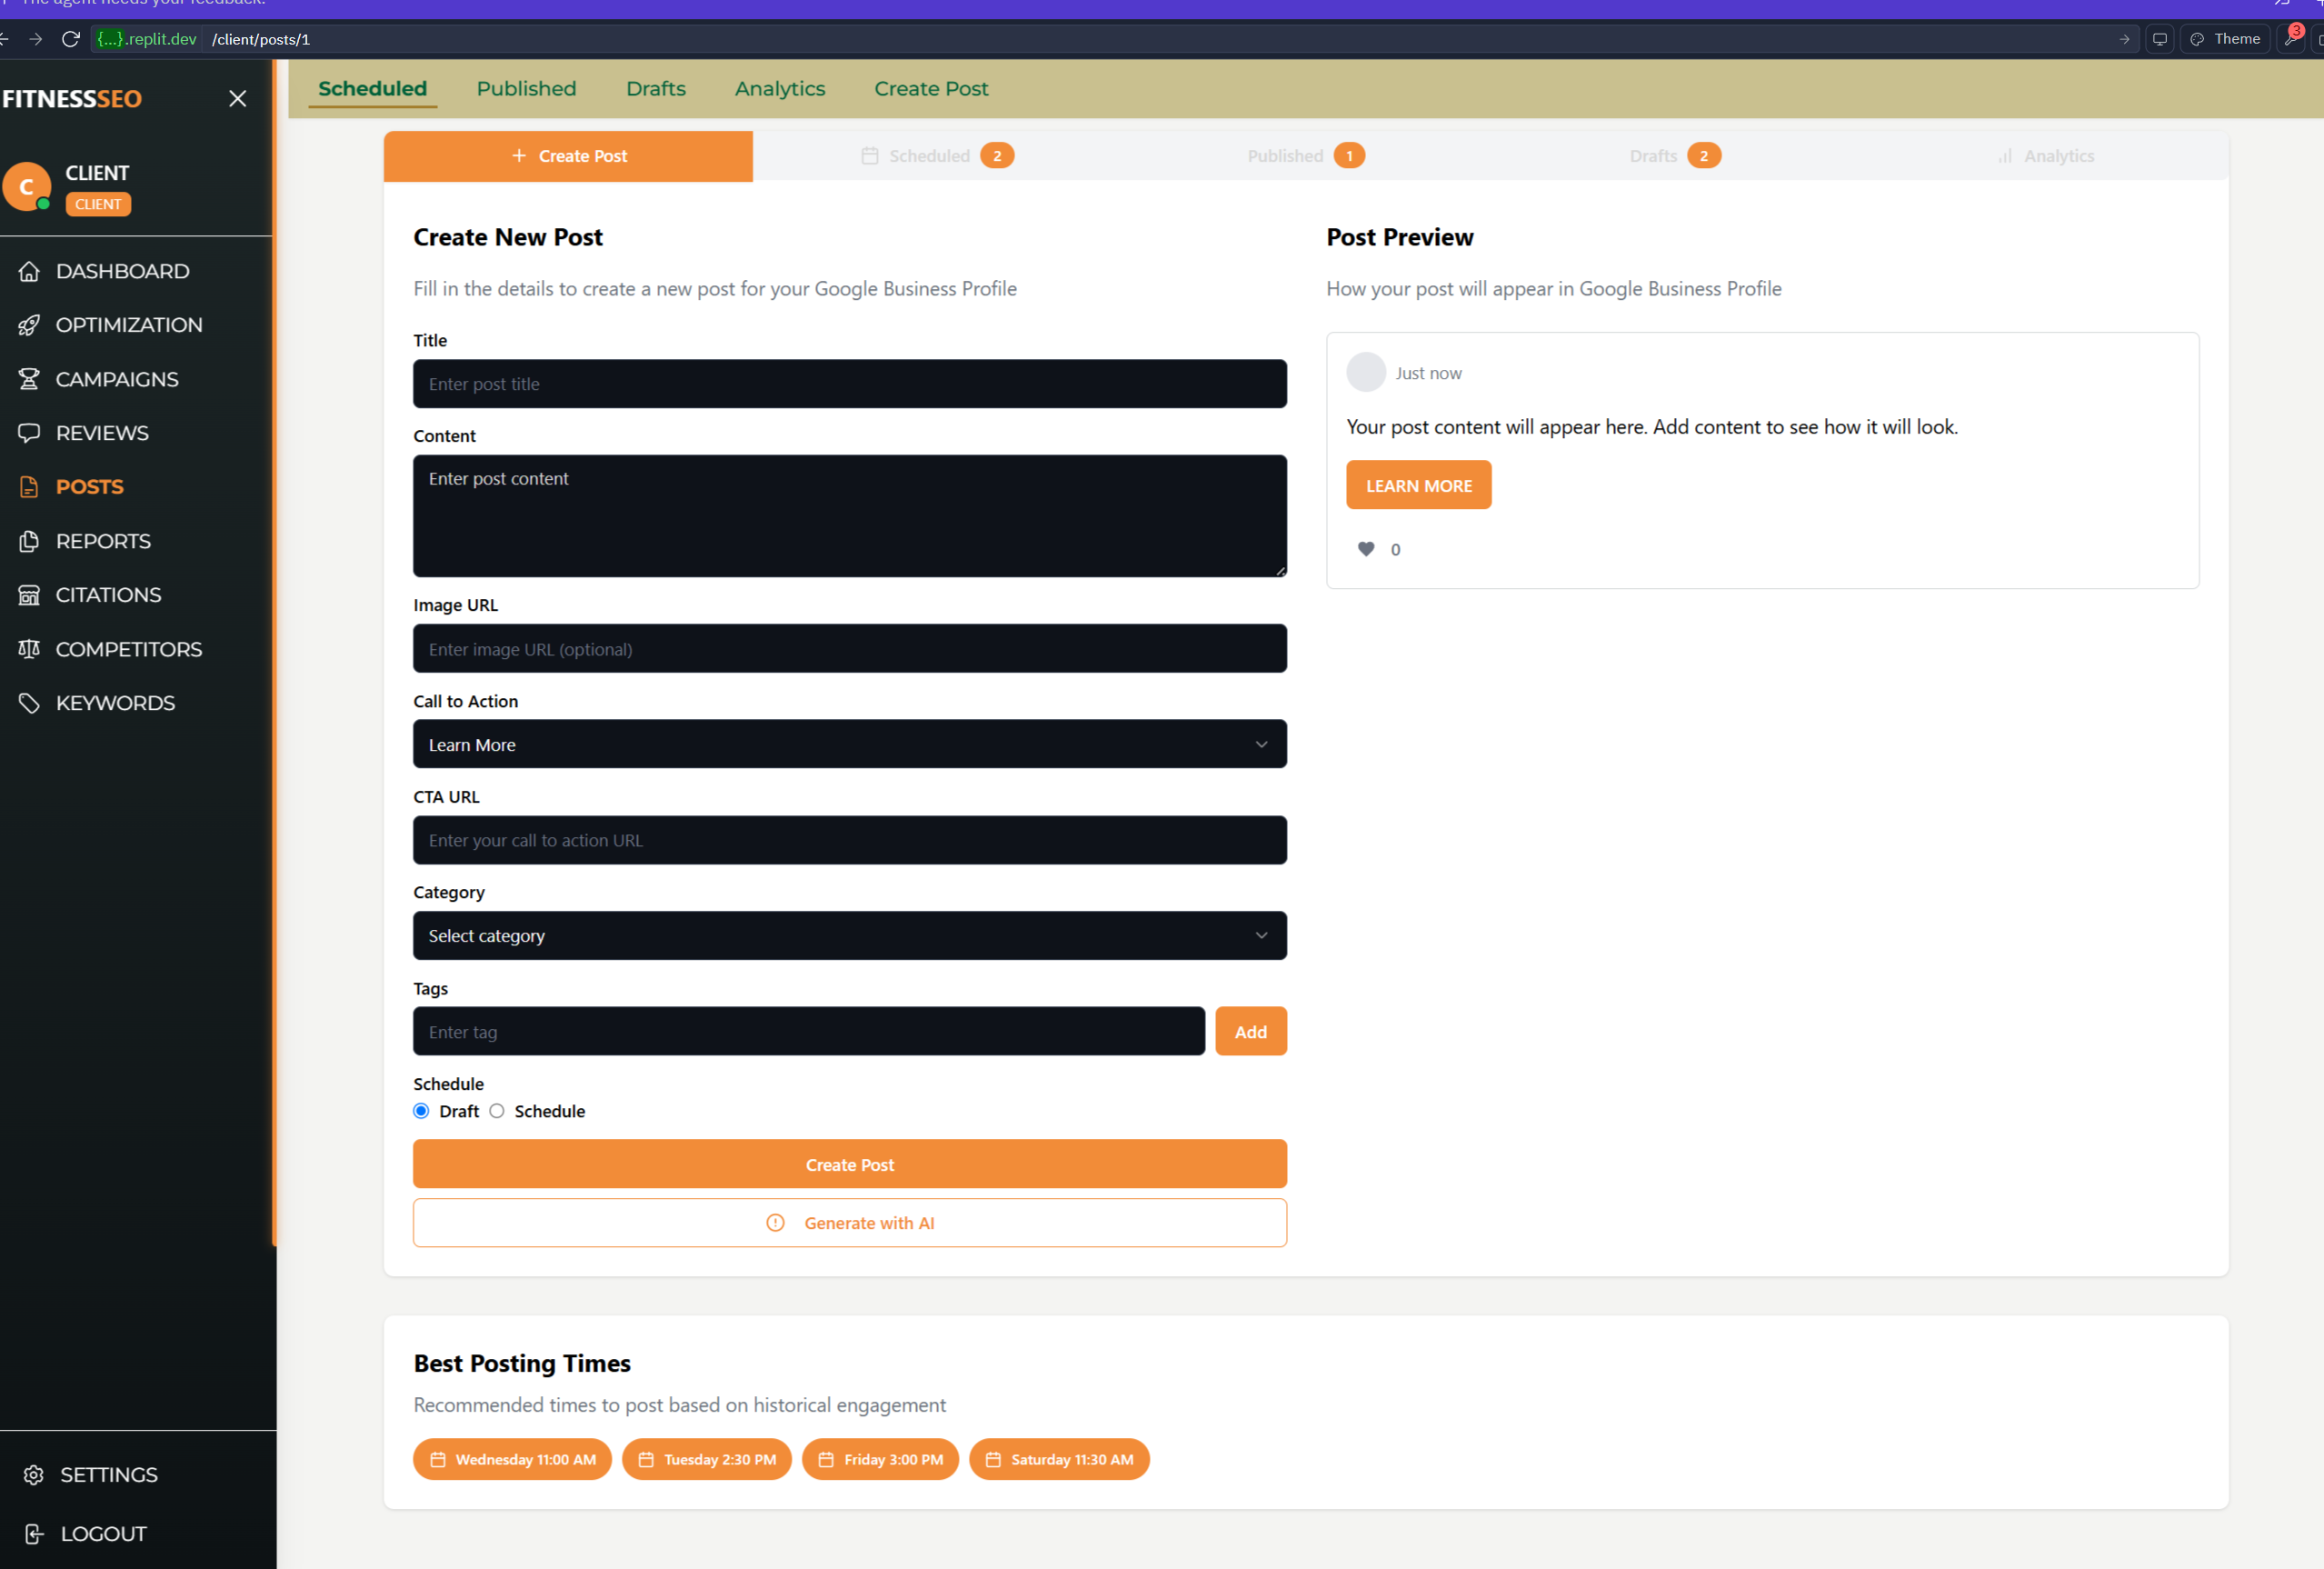 The agent needs your feedback.
{...}.replit.dev /client/posts/1
Theme
3
FITNESSSEO
C
CLIENT
CLIENT
DASHBOARD
OPTIMIZATION
CAMPAIGNS
REVIEWS
POSTS
REPORTS
CITATIONS
COMPETITORS
KEYWORDS
SETTINGS
LOGOUT
Scheduled Published Drafts Analytics Create Post
Create Post Scheduled 2 Published 1 Drafts 2 Analytics
Create New Post
Fill in the details to create a new post for your Google Business Profile
Title
Enter post title
Content
Enter post content
Image URL
Enter image URL (optional)
Call to Action
Learn More
CTA URL
Enter your call to action URL
Category
Select category
Tags
Enter tag
Add
Schedule
Draft Schedule
Create Post
Generate with AI
Post Preview
How your post will appear in Google Business Profile
Just now
Your post content will appear here. Add content to see how it will look.
LEARN MORE
0
Best Posting Times
Recommended times to post based on historical engagement
Wednesday 11:00 AM Tuesday 2:30 PM Friday 3:00 PM Saturday 11:30 AM